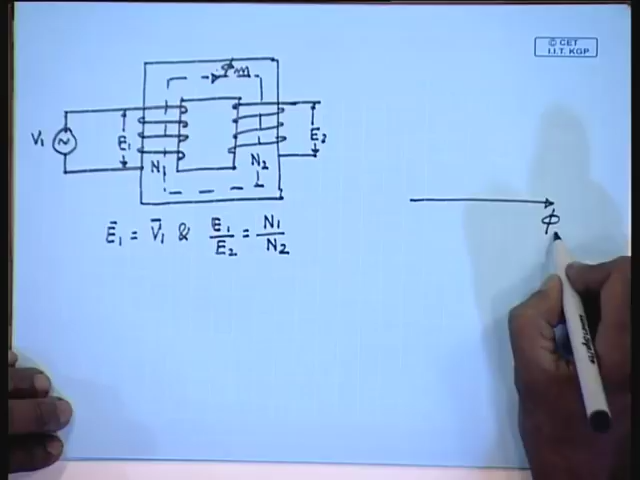 © CET
I.I.T. KGP
ϕm
V1 ~ E1 N1 N2 E2
Ē1 = V̄1 & E1/E2 = N1/N2
ϕ